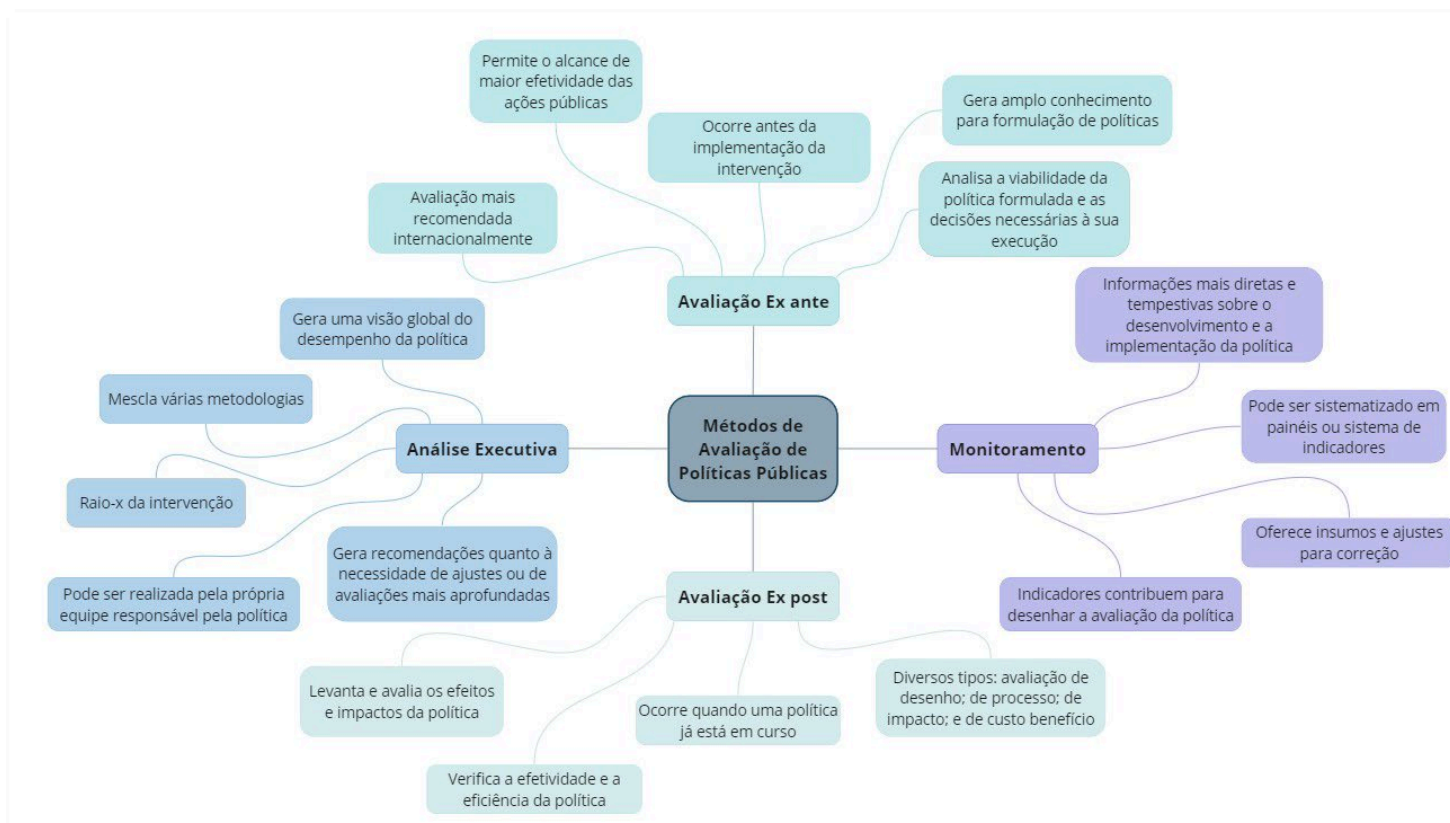 Permite o alcance de
maior efetividade das
ações públicas
Ocorre antes da
implementação da
intervenção
Gera amplo conhecimento
para formulação de políticas
Avaliação mais
recomendada
internacionalmente
Analisa a viabilidade da
política formulada e as
decisões necessárias à sua
execução
Avaliação Ex ante
Informações mais diretas e
tempestivas sobre o
desenvolvimento e a
implementação da política
Gera uma visão global do
desempenho da política
Mescla várias metodologias
Análise Executiva
Raio-x da intervenção
Pode ser realizada pela própria
equipe responsável pela política
Gera recomendações quanto à
necessidade de ajustes ou de
avaliações mais aprofundadas
Métodos de
Avaliação de
Políticas Públicas
Monitoramento
Pode ser sistematizado em
painéis ou sistema de
indicadores
Oferece insumos e ajustes
para correção
Indicadores contribuem para
desenhar a avaliação da política
Avaliação Ex post
Levanta e avalia os efeitos
e impactos da política
Verifica a efetividade e a
eficiência da política
Ocorre quando uma política
já está em curso
Diversos tipos: avaliação de
desenho; de processo; de
impacto; e de custo benefício